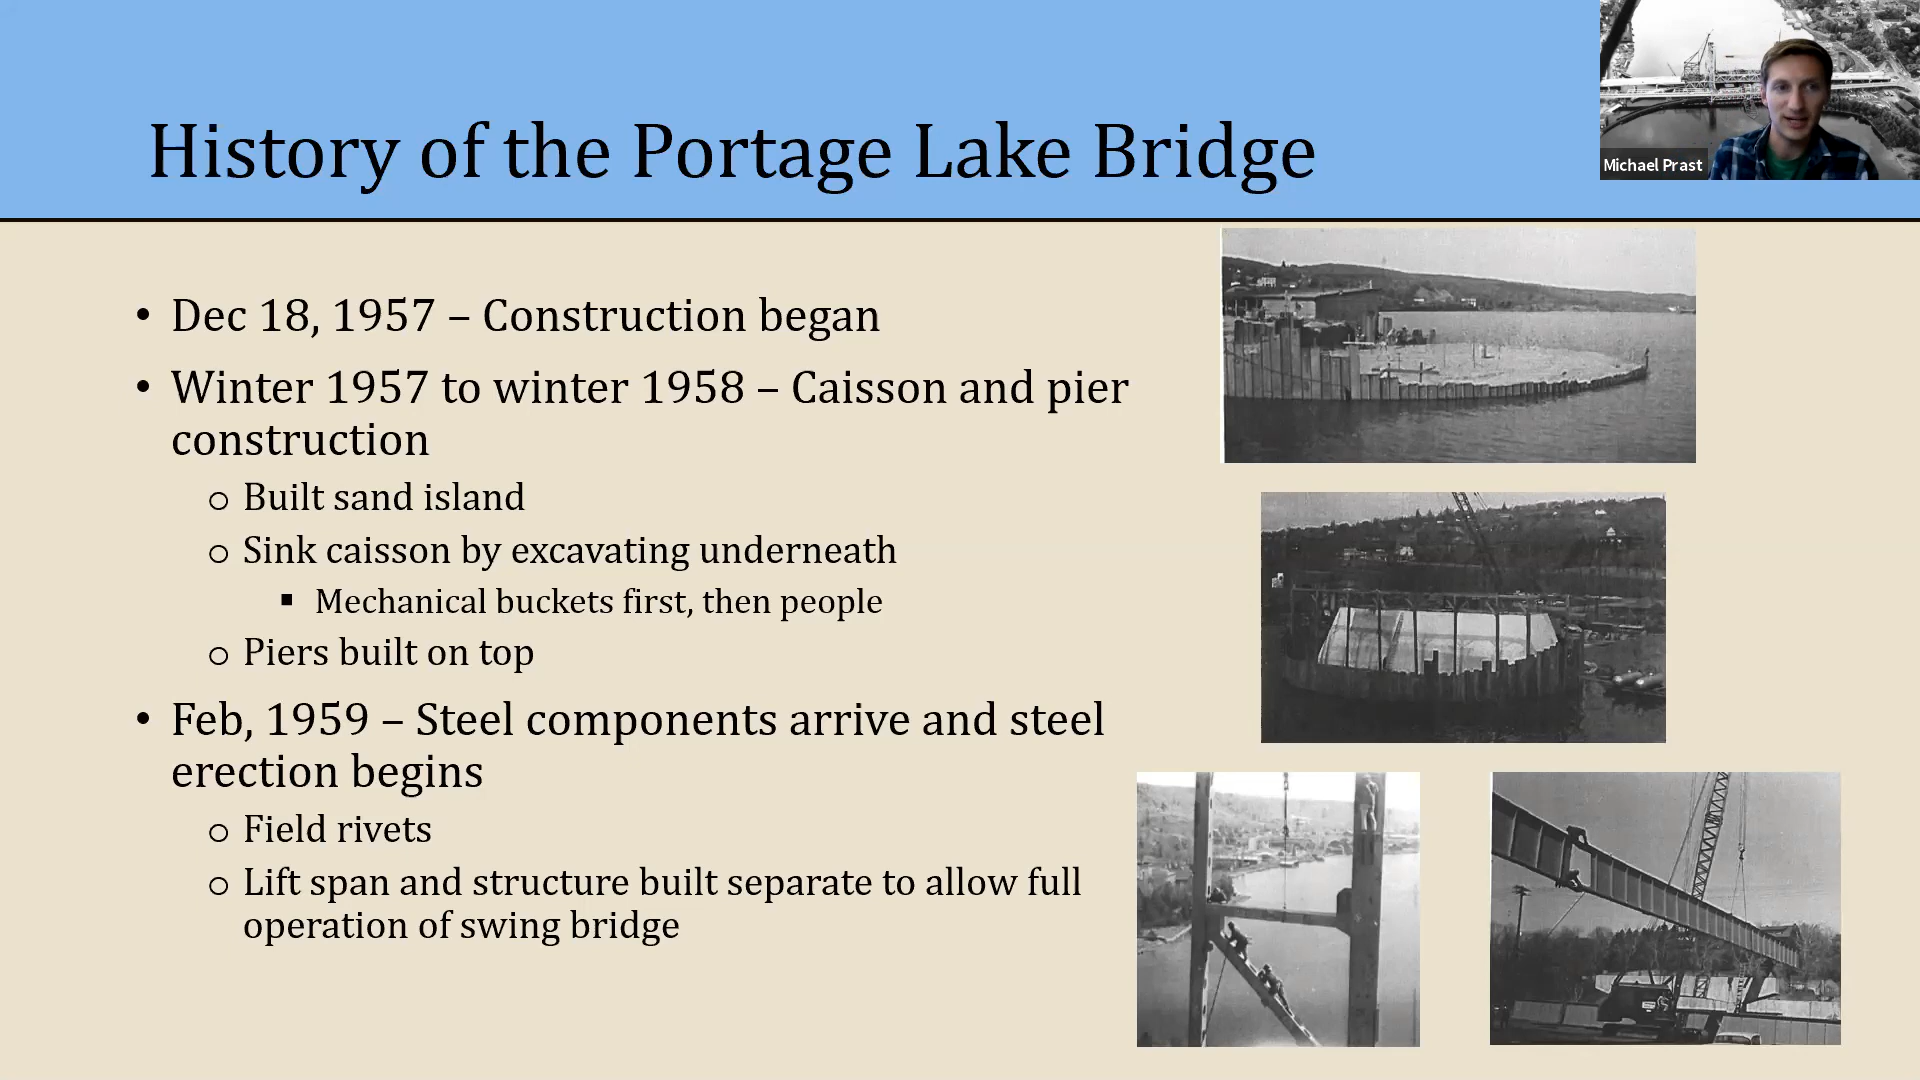 History of the Portage Lake Bridge
Michael Prast
• Dec 18, 1957 – Construction began
• Winter 1957 to winter 1958 – Caisson and pier
construction
o Built sand island
o Sink caisson by excavating underneath
▪ Mechanical buckets first, then people
o Piers built on top
• Feb, 1959 – Steel components arrive and steel
erection begins
o Field rivets
o Lift span and structure built separate to allow full
operation of swing bridge